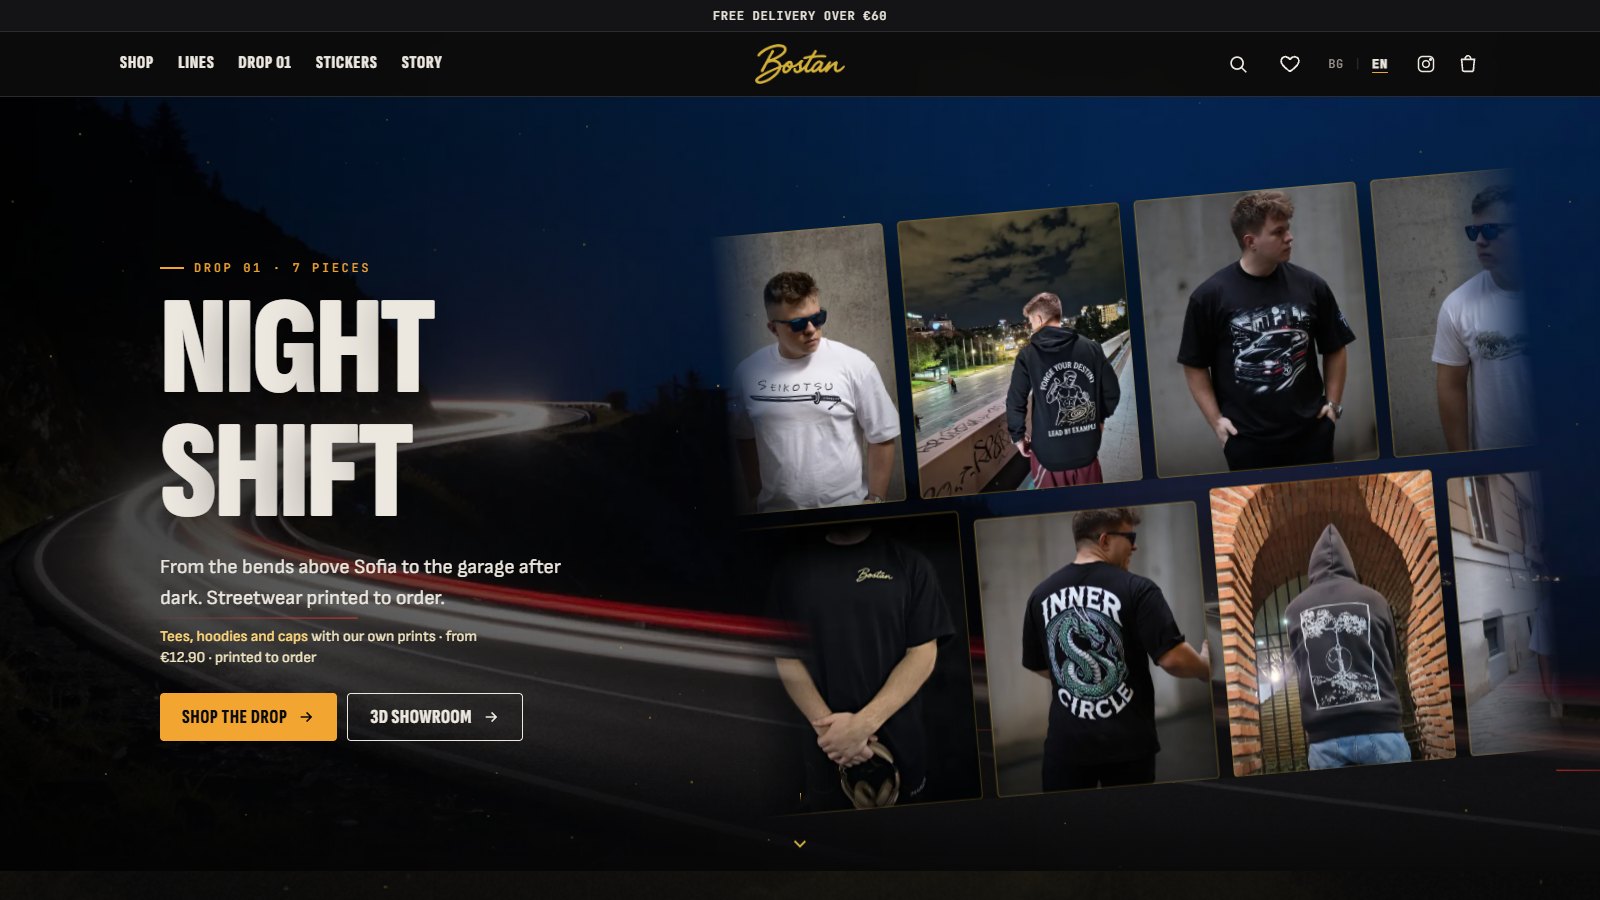 FREE DELIVERY OVER €60
SHOP
LINES
DROP 01
STICKERS
STORY
Bostan
BG
EN
DROP 01 · 7 PIECES
NIGHT
SHIFT
From the bends above Sofia to the garage after
dark. Streetwear printed to order.
Tees, hoodies and caps with our own prints · from
€12.90 · printed to order
SHOP THE DROP
3D SHOWROOM
SEIKOTSU
FORGE YOUR DESTINY
LEAD BY EXAMPLE
Bostan
INNER
CIRCLE